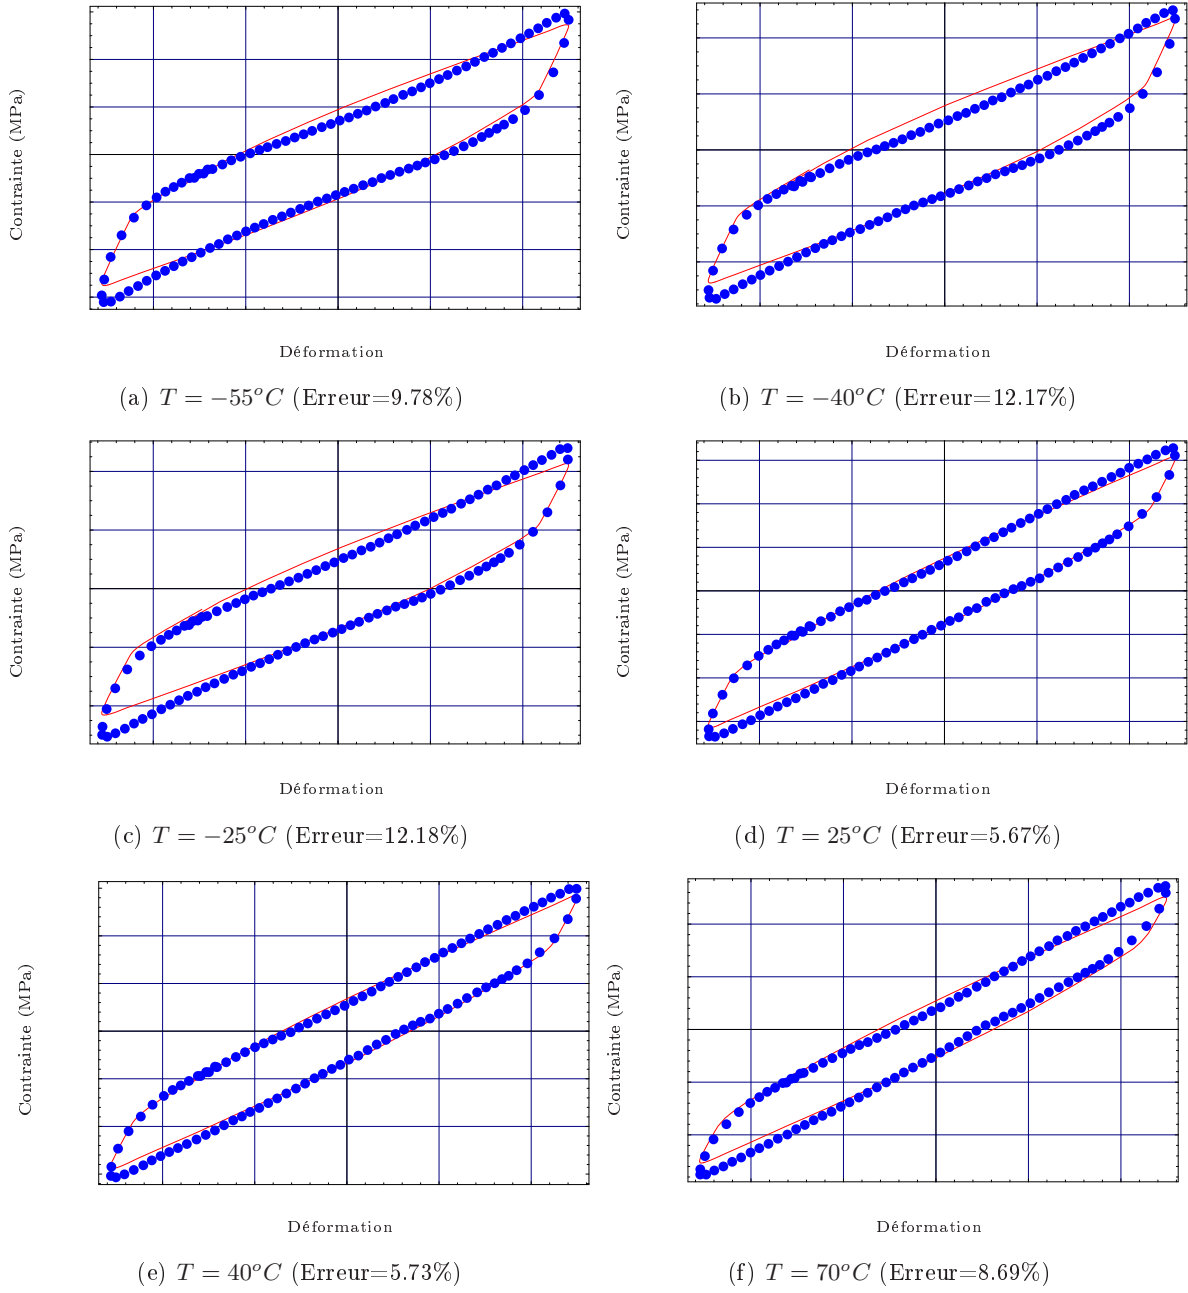 Contrainte (MPa)
Déformation
(a) T = −55°C (Erreur=9.78%)
Contrainte (MPa)
Déformation
(b) T = −40°C (Erreur=12.17%)
Contrainte (MPa)
Déformation
(c) T = −25°C (Erreur=12.18%)
Contrainte (MPa)
Déformation
(d) T = 25°C (Erreur=5.67%)
Contrainte (MPa)
Déformation
(e) T = 40°C (Erreur=5.73%)
Contrainte (MPa)
Déformation
(f) T = 70°C (Erreur=8.69%)